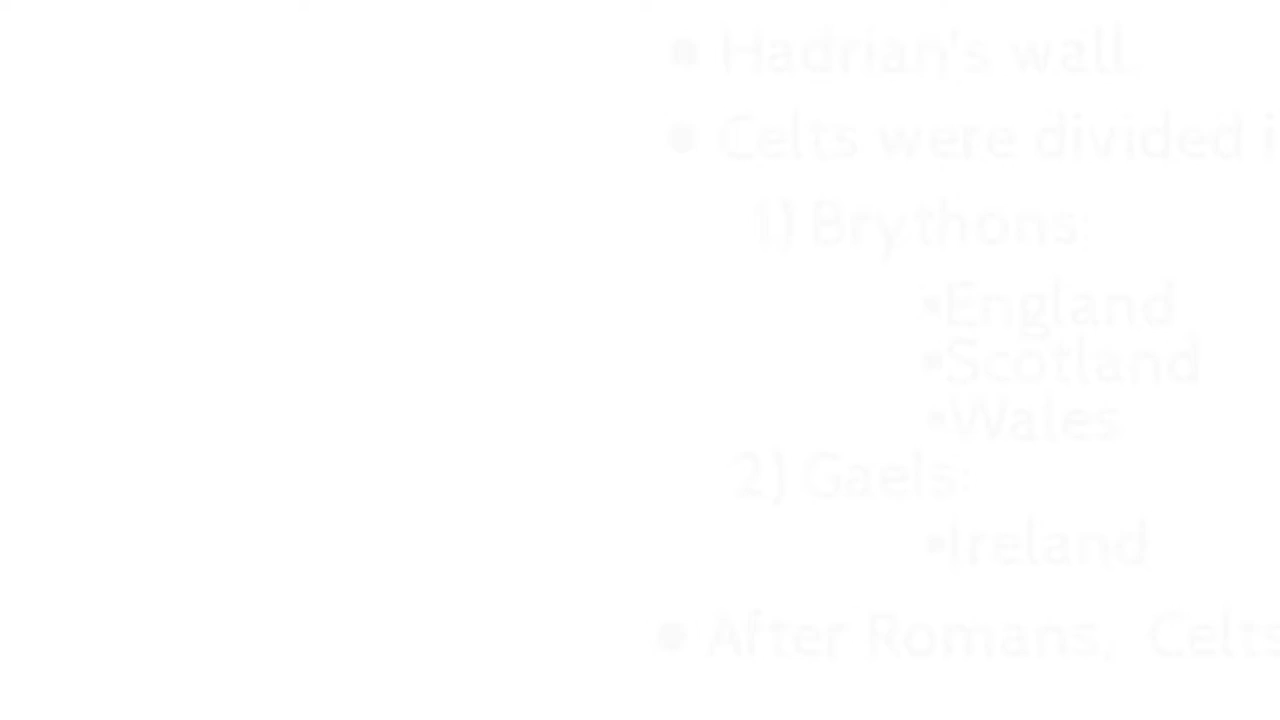 • Hadrian's wall.
• Celts were divided i
1) Brythons:
▪England
▪Scotland
▪Wales
2) Gaels:
▪Ireland
• After Romans, Celts